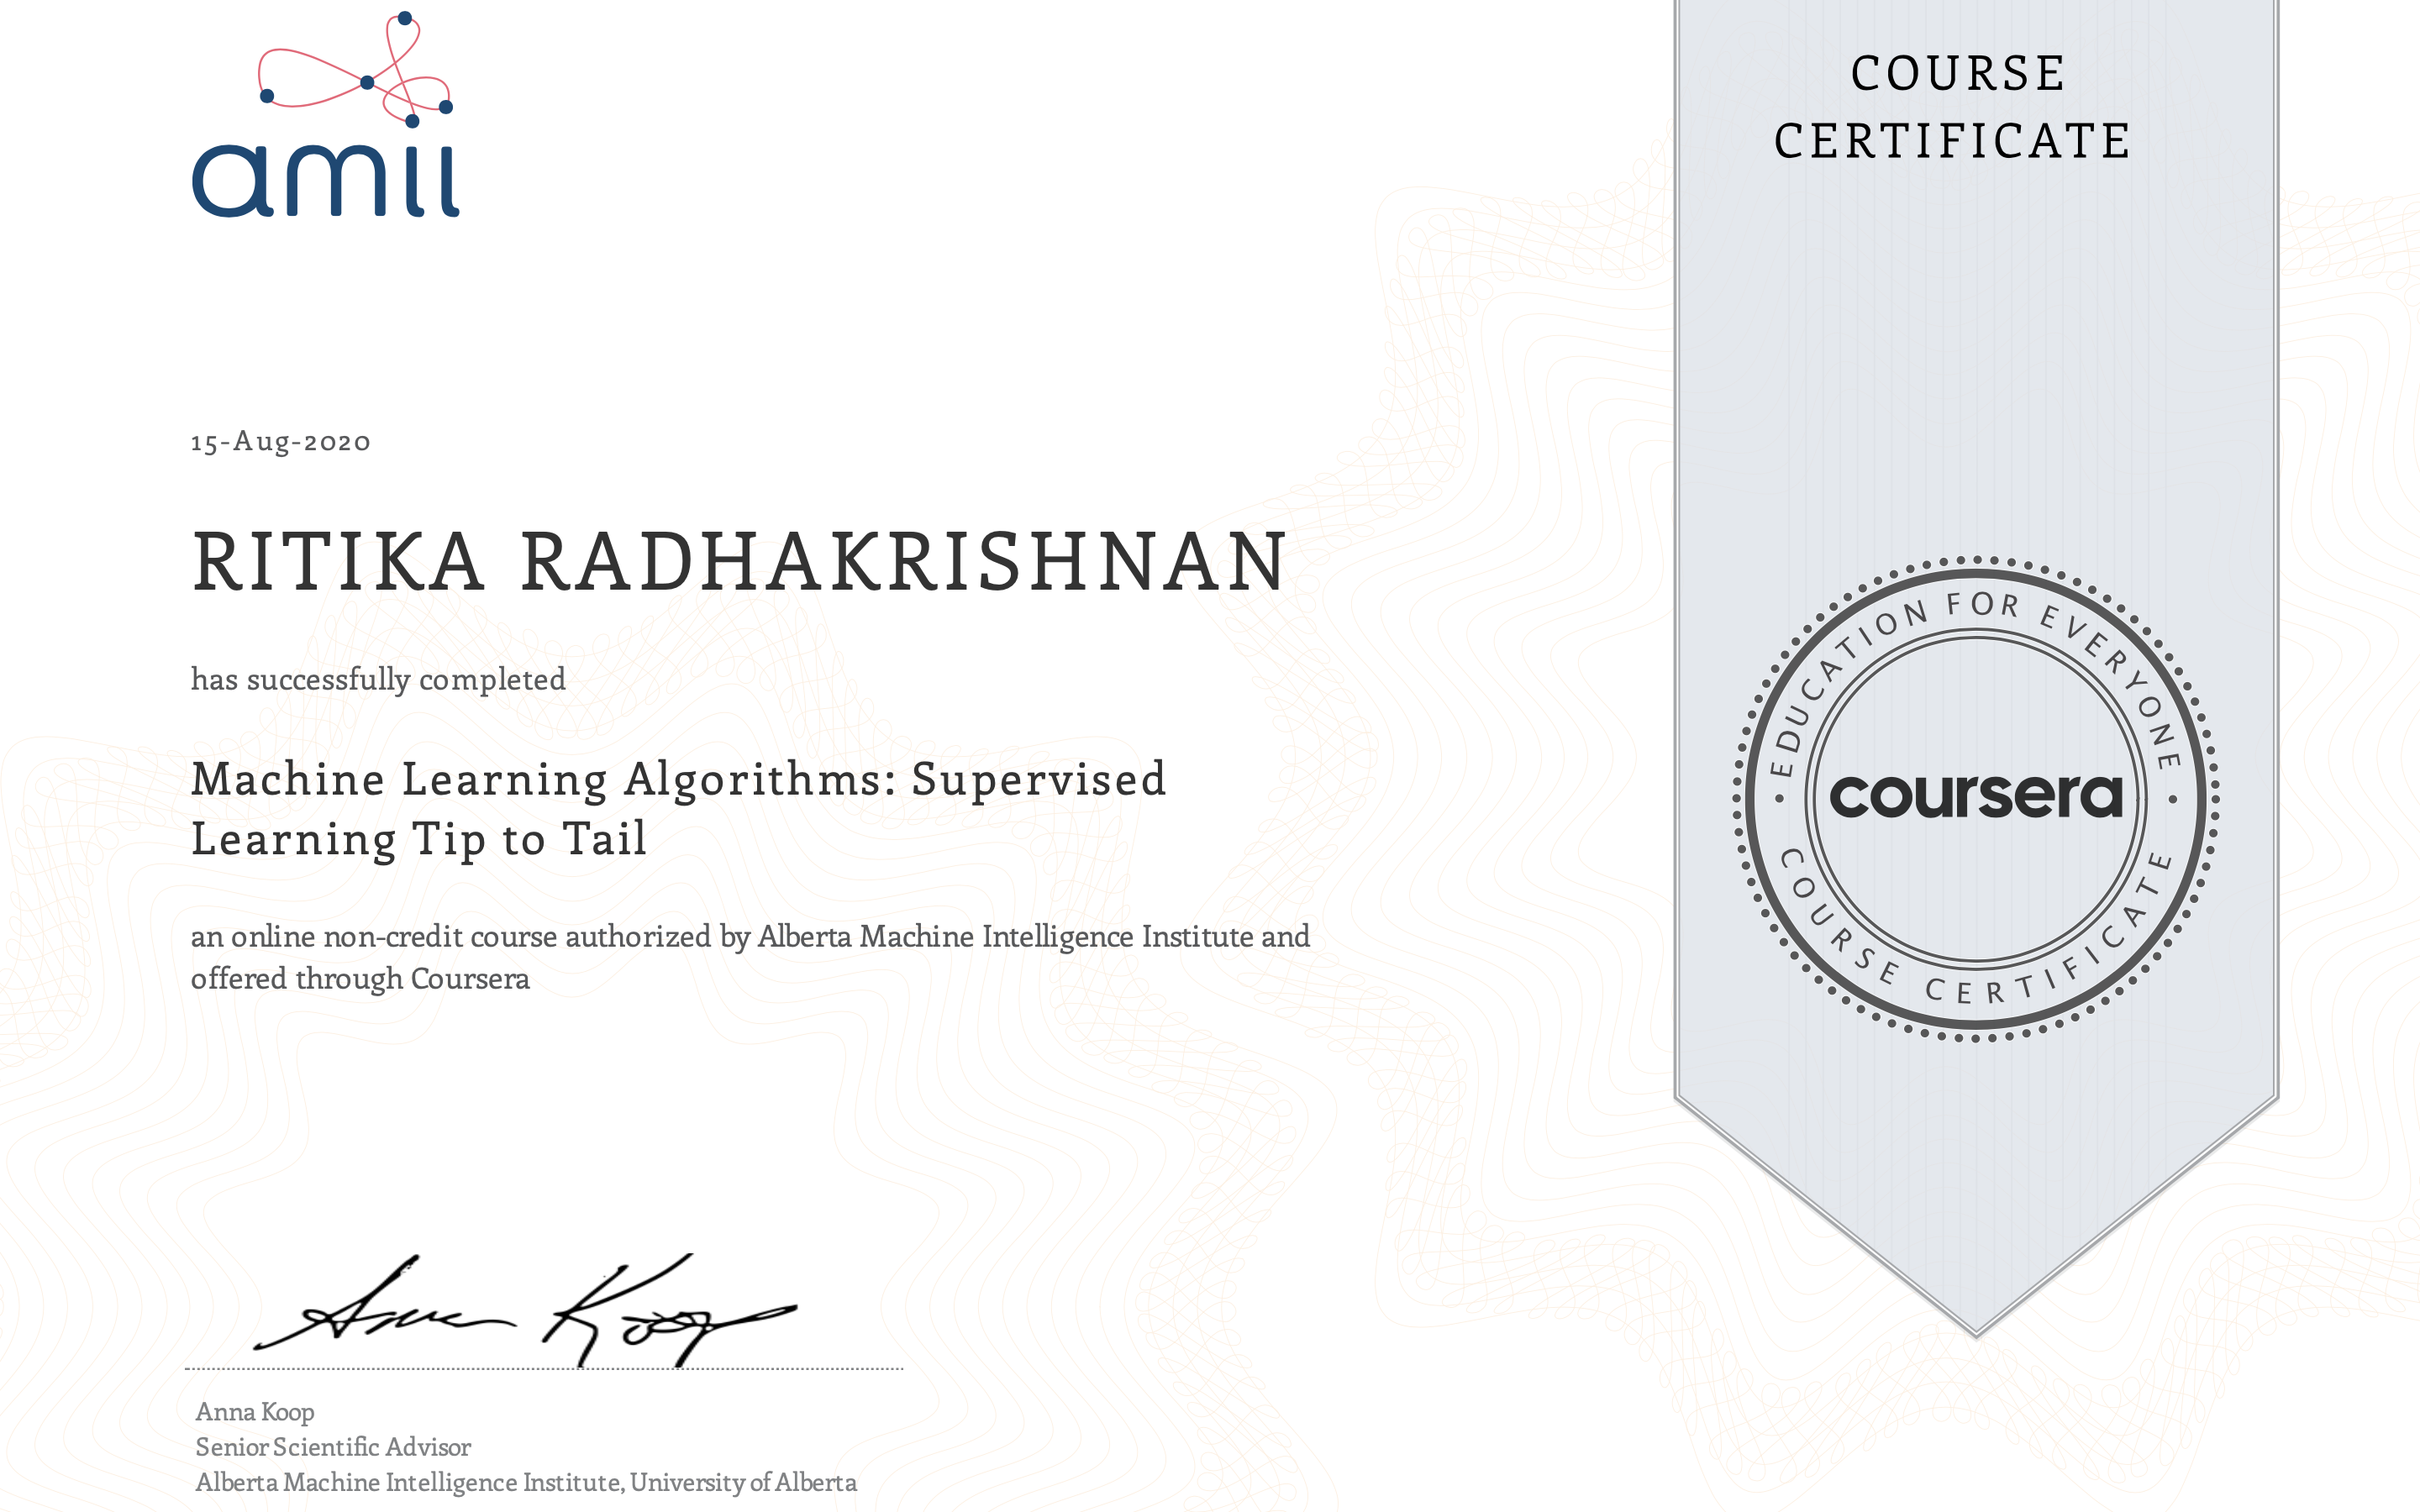 amii
COURSE
CERTIFICATE
15-Aug-2020
RITIKA RADHAKRISHNAN
has successfully completed
Machine Learning Algorithms: Supervised
Learning Tip to Tail
an online non-credit course authorized by Alberta Machine Intelligence Institute and
offered through Coursera
• EDUCATION FOR EVERYONE •
coursera
COURSE CERTIFICATE
Anna Koop
Anna Koop
Senior Scientific Advisor
Alberta Machine Intelligence Institute, University of Alberta